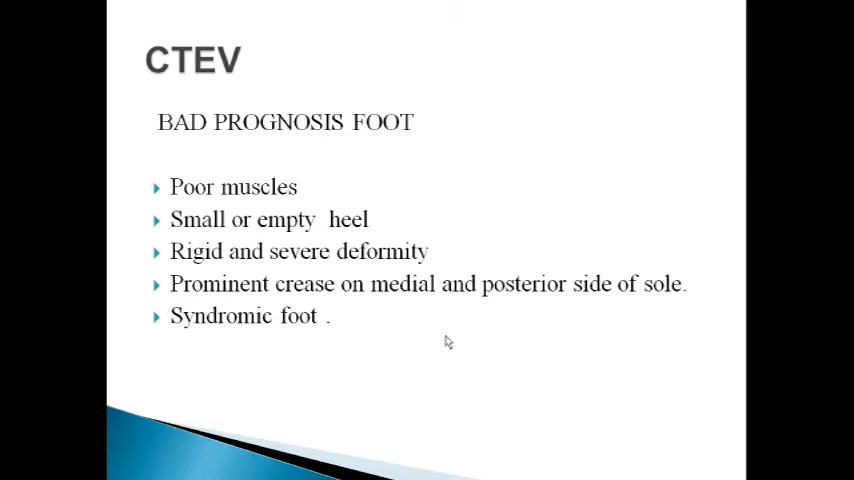 CTEV
BAD PROGNOSIS FOOT
Poor muscles
Small or empty heel
Rigid and severe deformity
Prominent crease on medial and posterior side of sole.
Syndromic foot .